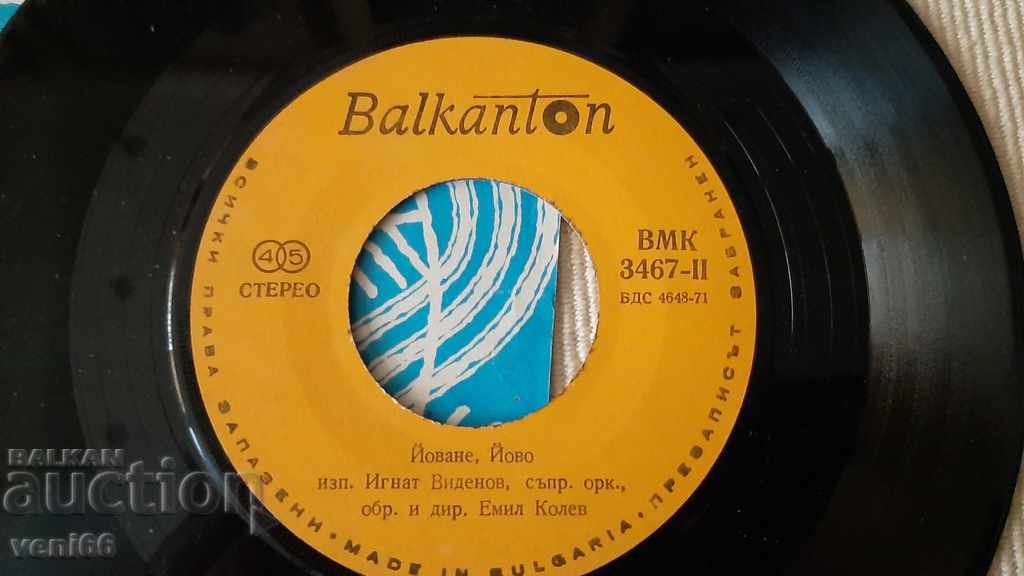 Balkanton
45
СТЕРЕО
ВМК
3467-II
БДС 4648-71
Йоване, Йово
изп. Игнат Виденов, съпр. орк.,
обр. и дир. Емил Колев
ВСИЧКИ ПРАВА ЗАПАЗЕНИ · MADE IN BULGARIA · ПРЕЗАПИСЪТ ЗАБРАНЕН
BALKAN
auction
veni66